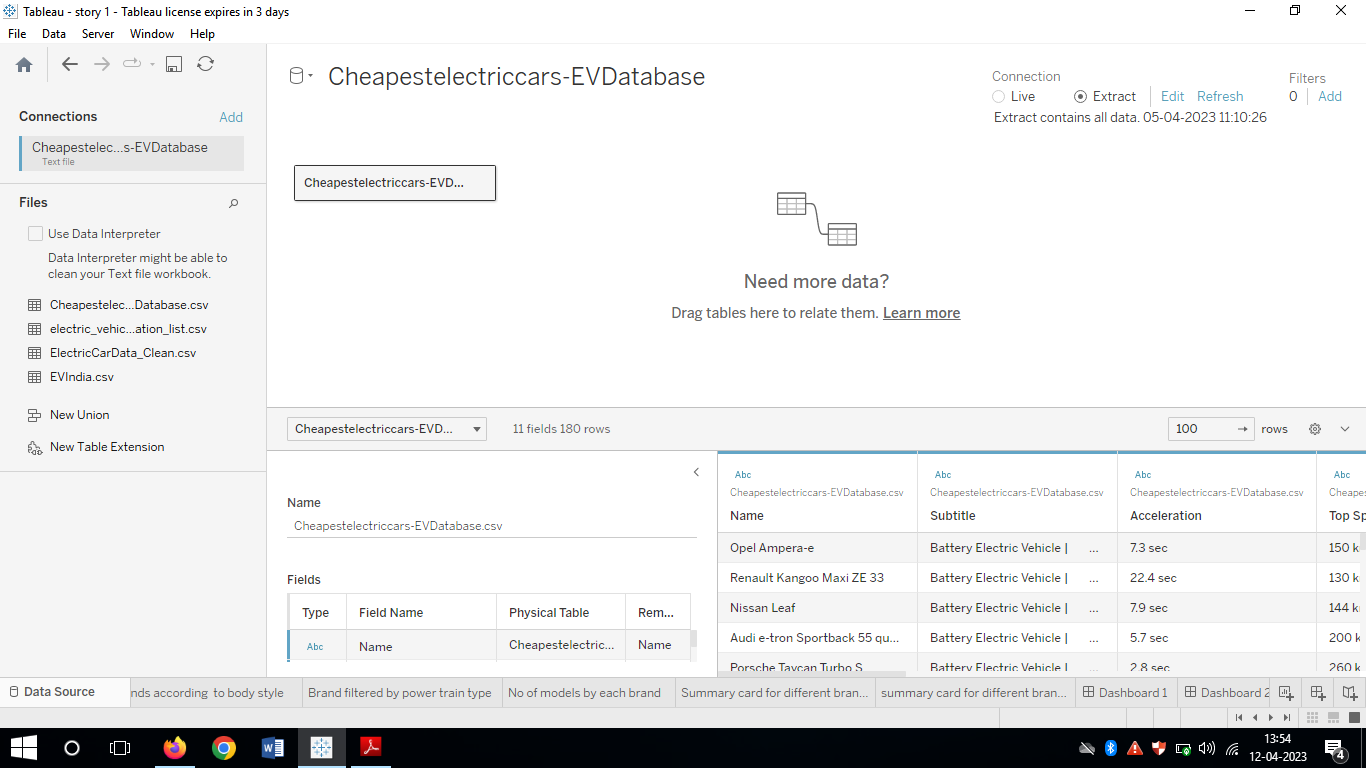 Tableau - story 1 - Tableau license expires in 3 days
File Data Server Window Help
Connections Add
Cheapestelec...s-EVDatabase
Text file
Files
Use Data Interpreter
Data Interpreter might be able to
clean your Text file workbook.
Cheapestelec...Database.csv
electric_vehic...ation_list.csv
ElectricCarData_Clean.csv
EVIndia.csv
New Union
New Table Extension
Cheapestelectriccars-EVDatabase
Connection
Live Extract Edit Refresh
Extract contains all data. 05-04-2023 11:10:26
Filters
0 Add
Cheapestelectriccars-EVD...
Need more data?
Drag tables here to relate them. Learn more
Cheapestelectriccars-EVD... 11 fields 180 rows 100 rows
Name
Cheapestelectriccars-EVDatabase.csv
Fields
Type Field Name Physical Table Rem...
Abc Name Cheapestelectric... Name
Abc Abc Abc Abc
Cheapestelectriccars-EVDatabase.csv Cheapestelectriccars-EVDatabase.csv Cheapestelectriccars-EVDatabase.csv Cheapes
Name Subtitle Acceleration Top Sp
Opel Ampera-e Battery Electric Vehicle | ... 7.3 sec 150 k
Renault Kangoo Maxi ZE 33 Battery Electric Vehicle | ... 22.4 sec 130 k
Nissan Leaf Battery Electric Vehicle | ... 7.9 sec 144 k
Audi e-tron Sportback 55 qu... Battery Electric Vehicle | ... 5.7 sec 200 k
Porsche Taycan Turbo S Battery Electric Vehicle | ... 2.8 sec 260 k
Data Source nds according to body style Brand filtered by power train type No of models by each brand Summary card for different bran... summary card for different bran... Dashboard 1 Dashboard 2
13:54
12-04-2023
4